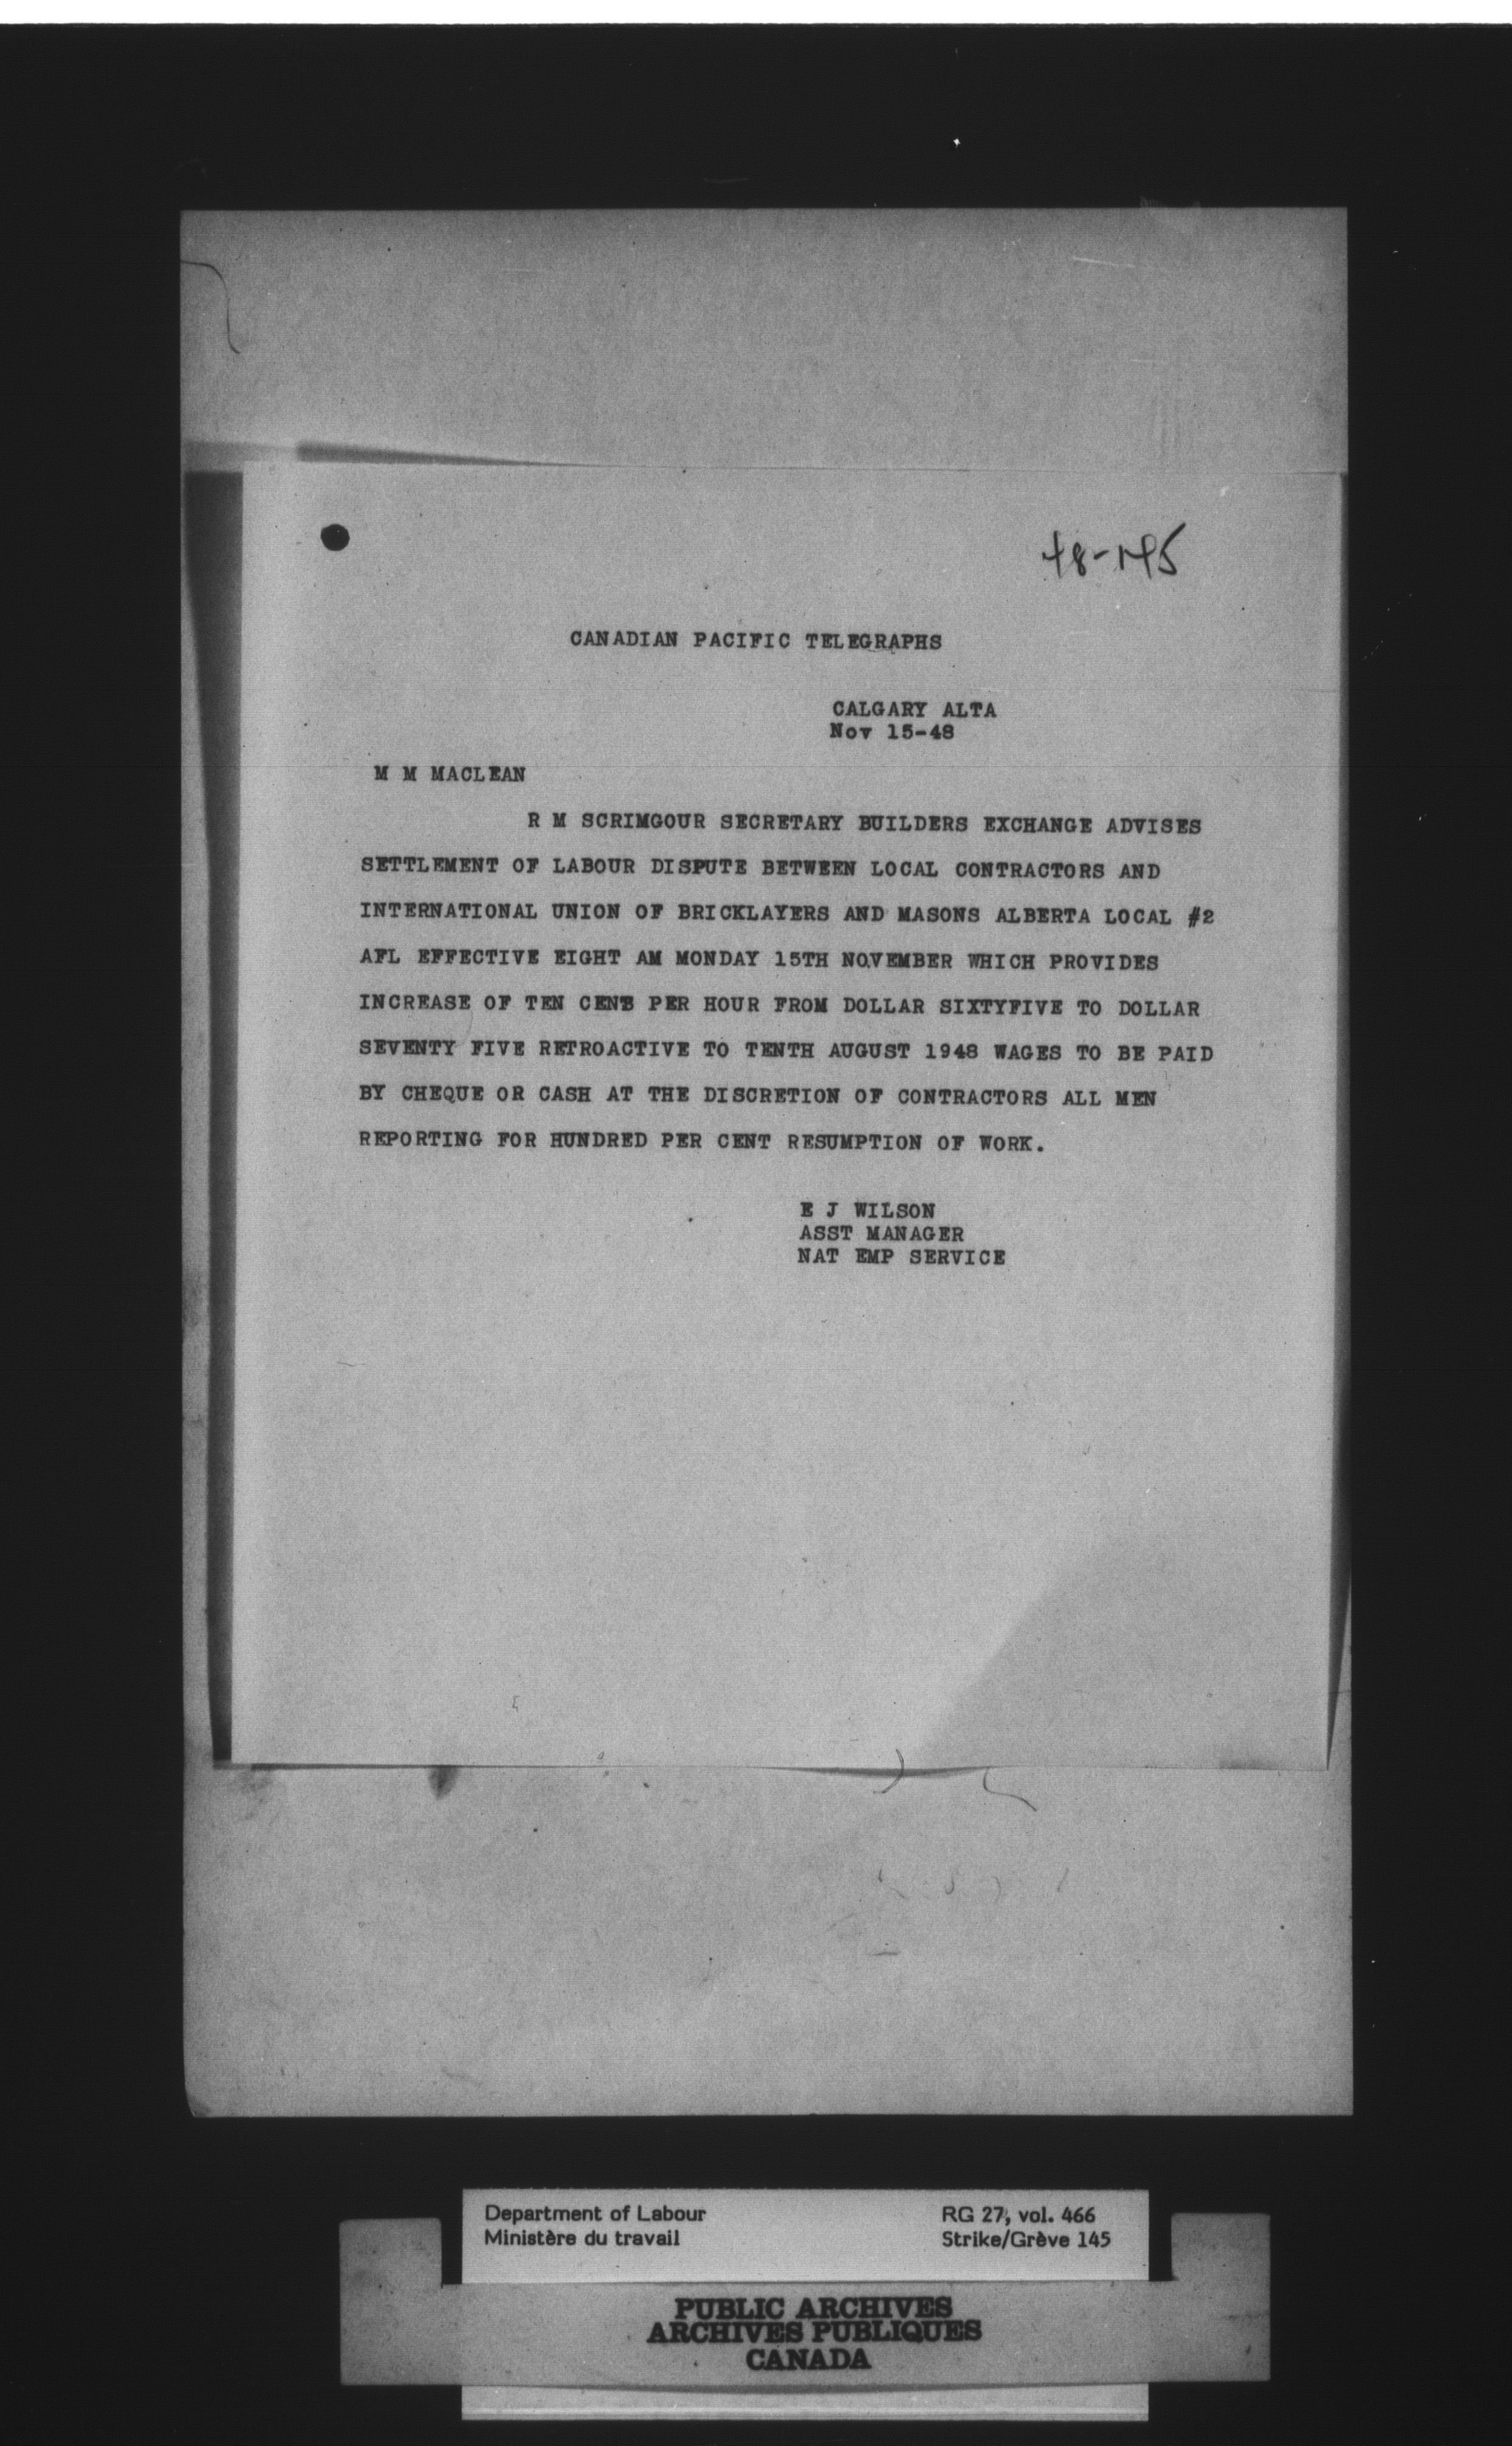 48-145
CANADIAN PACIFIC TELEGRAPHS
CALGARY ALTA
Nov 15-48
M M MACLEAN
R M SCRIMGOUR SECRETARY BUILDERS EXCHANGE ADVISES
SETTLEMENT OF LABOUR DISPUTE BETWEEN LOCAL CONTRACTORS AND
INTERNATIONAL UNION OF BRICKLAYERS AND MASONS ALBERTA LOCAL #2
AFL EFFECTIVE EIGHT AM MONDAY 15TH NOVEMBER WHICH PROVIDES
INCREASE OF TEN CENTS PER HOUR FROM DOLLAR SIXTYFIVE TO DOLLAR
SEVENTY FIVE RETROACTIVE TO TENTH AUGUST 1948 WAGES TO BE PAID
BY CHEQUE OR CASH AT THE DISCRETION OF CONTRACTORS ALL MEN
REPORTING FOR HUNDRED PER CENT RESUMPTION OF WORK.
E J WILSON
ASST MANAGER
NAT EMP SERVICE
Department of Labour RG 27, vol. 466
Ministère du travail Strike/Grève 145
PUBLIC ARCHIVES
ARCHIVES PUBLIQUES
CANADA